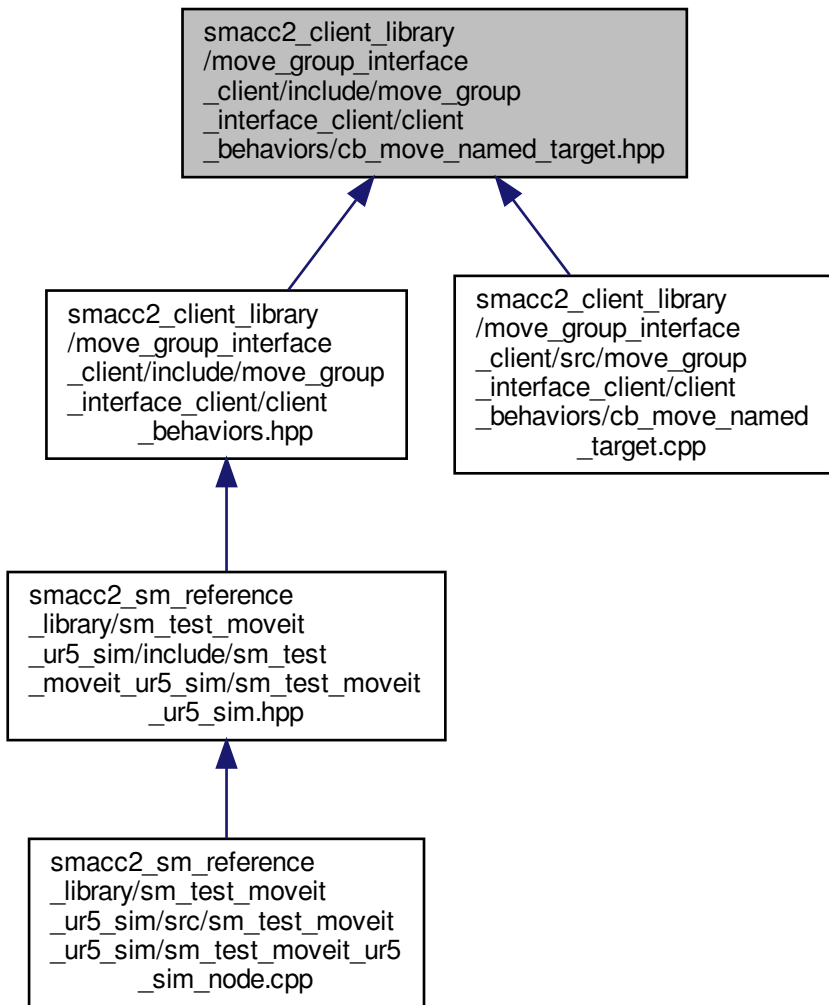 smacc2_client_library
/move_group_interface
_client/include/move_group
_interface_client/client
_behaviors/cb_move_named_target.hpp
smacc2_client_library
/move_group_interface
_client/include/move_group
_interface_client/client
_behaviors.hpp
smacc2_client_library
/move_group_interface
_client/src/move_group
_interface_client/client
_behaviors/cb_move_named
_target.cpp
smacc2_sm_reference
_library/sm_test_moveit
_ur5_sim/include/sm_test
_moveit_ur5_sim/sm_test_moveit
_ur5_sim.hpp
smacc2_sm_reference
_library/sm_test_moveit
_ur5_sim/src/sm_test_moveit
_ur5_sim/sm_test_moveit_ur5
_sim_node.cpp